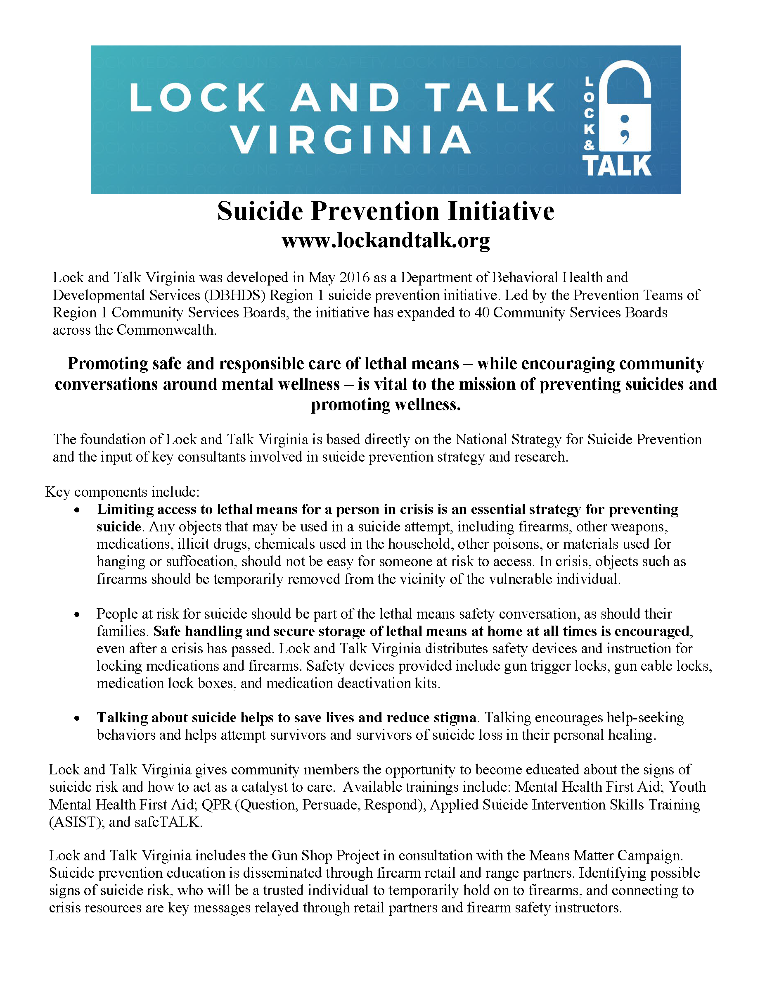 LOCK AND TALK
VIRGINIA
LOCK &
TALK
Suicide Prevention Initiative
www.lockandtalk.org
Lock and Talk Virginia was developed in May 2016 as a Department of Behavioral Health and
Developmental Services (DBHDS) Region 1 suicide prevention initiative. Led by the Prevention Teams of
Region 1 Community Services Boards, the initiative has expanded to 40 Community Services Boards
across the Commonwealth.
Promoting safe and responsible care of lethal means – while encouraging community
conversations around mental wellness – is vital to the mission of preventing suicides and
promoting wellness.
The foundation of Lock and Talk Virginia is based directly on the National Strategy for Suicide Prevention
and the input of key consultants involved in suicide prevention strategy and research.
Key components include:
• Limiting access to lethal means for a person in crisis is an essential strategy for preventing
suicide. Any objects that may be used in a suicide attempt, including firearms, other weapons,
medications, illicit drugs, chemicals used in the household, other poisons, or materials used for
hanging or suffocation, should not be easy for someone at risk to access. In crisis, objects such as
firearms should be temporarily removed from the vicinity of the vulnerable individual.
• People at risk for suicide should be part of the lethal means safety conversation, as should their
families. Safe handling and secure storage of lethal means at home at all times is encouraged,
even after a crisis has passed. Lock and Talk Virginia distributes safety devices and instruction for
locking medications and firearms. Safety devices provided include gun trigger locks, gun cable locks,
medication lock boxes, and medication deactivation kits.
• Talking about suicide helps to save lives and reduce stigma. Talking encourages help-seeking
behaviors and helps attempt survivors and survivors of suicide loss in their personal healing.
Lock and Talk Virginia gives community members the opportunity to become educated about the signs of
suicide risk and how to act as a catalyst to care.  Available trainings include: Mental Health First Aid; Youth
Mental Health First Aid; QPR (Question, Persuade, Respond), Applied Suicide Intervention Skills Training
(ASIST); and safeTALK.
Lock and Talk Virginia includes the Gun Shop Project in consultation with the Means Matter Campaign.
Suicide prevention education is disseminated through firearm retail and range partners. Identifying possible
signs of suicide risk, who will be a trusted individual to temporarily hold on to firearms, and connecting to
crisis resources are key messages relayed through retail partners and firearm safety instructors.